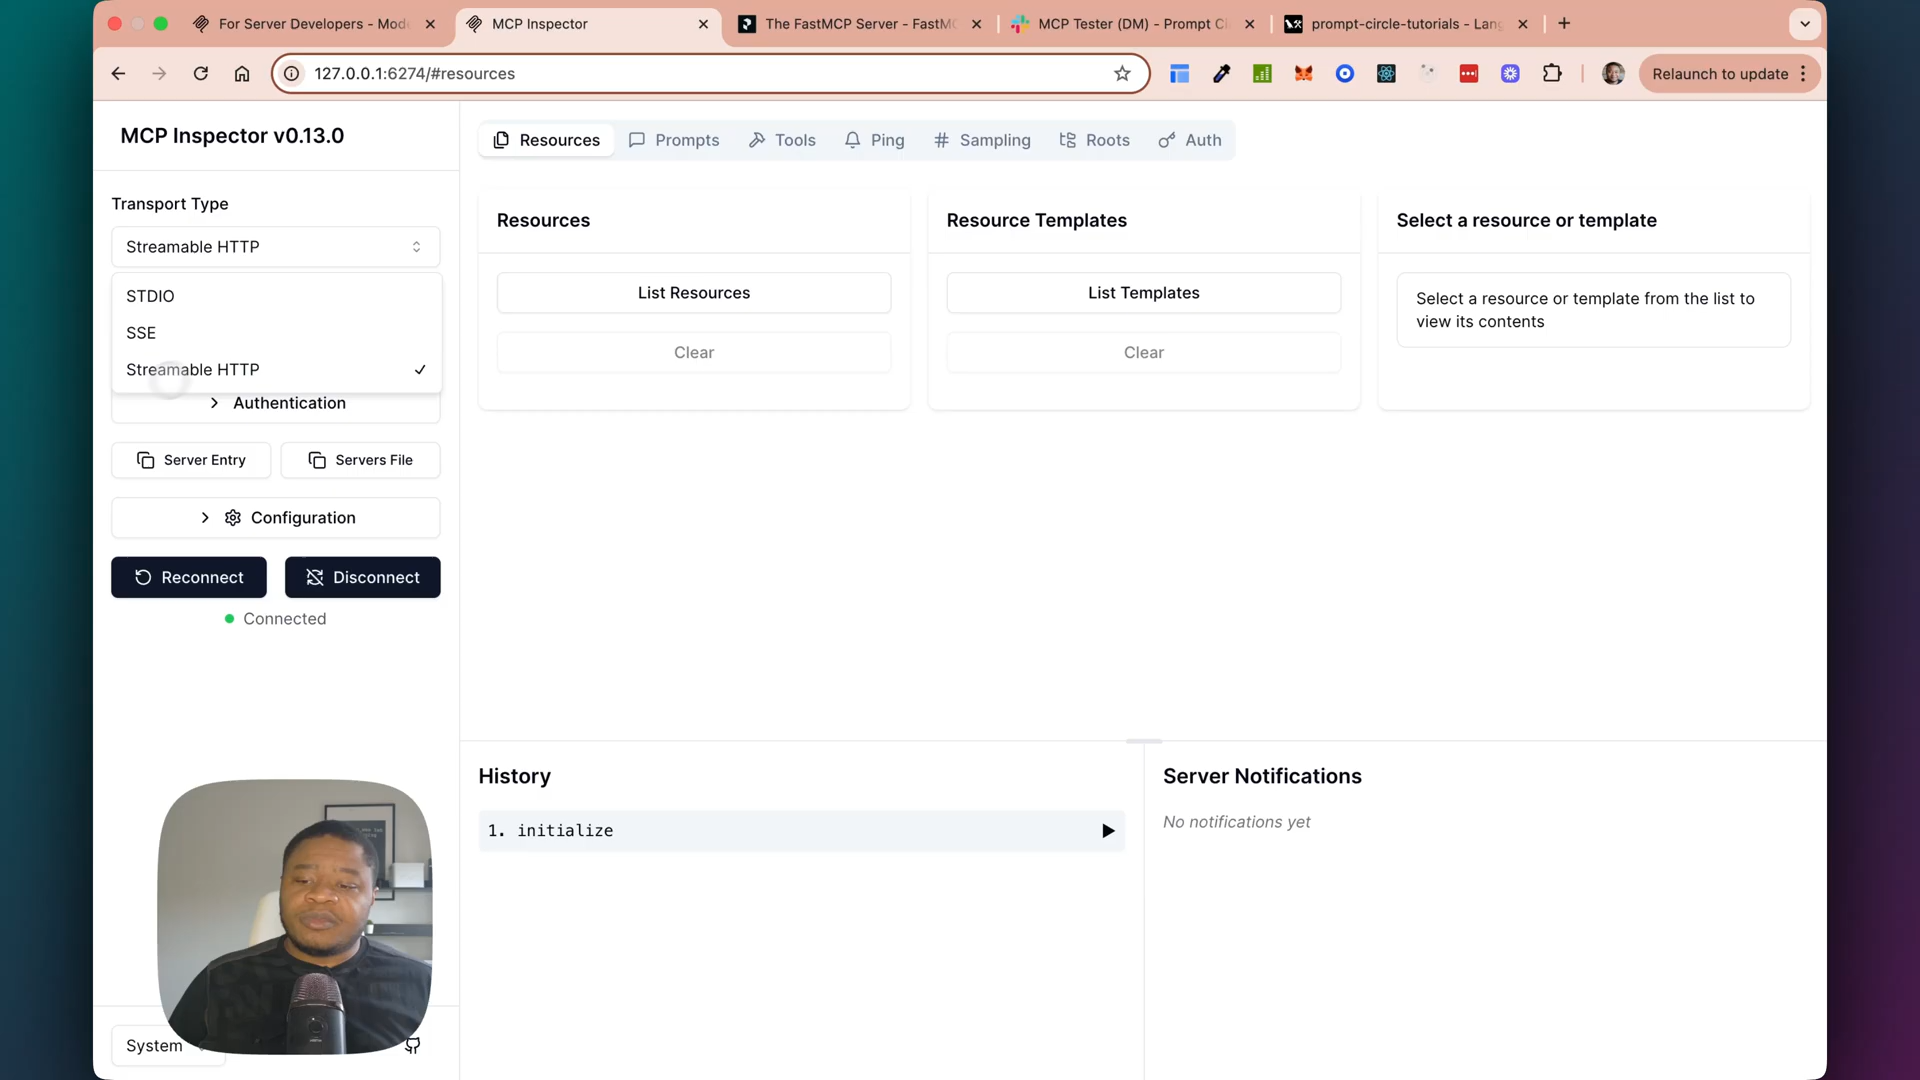 For Server Developers - Mod
MCP Inspector
The FastMCP Server - FastM
MCP Tester (DM) - Prompt Ci
prompt-circle-tutorials - Lang
127.0.0.1:6274/#resources
Relaunch to update
MCP Inspector v0.13.0
Resources
Prompts
Tools
Ping
Sampling
Roots
Auth
Transport Type
Streamable HTTP
STDIO
SSE
Streamable HTTP
Authentication
Server Entry
Servers File
Configuration
Reconnect
Disconnect
Connected
System
Resources
List Resources
Clear
Resource Templates
List Templates
Clear
Select a resource or template
Select a resource or template from the list to
view its contents
History
1. initialize
Server Notifications
No notifications yet